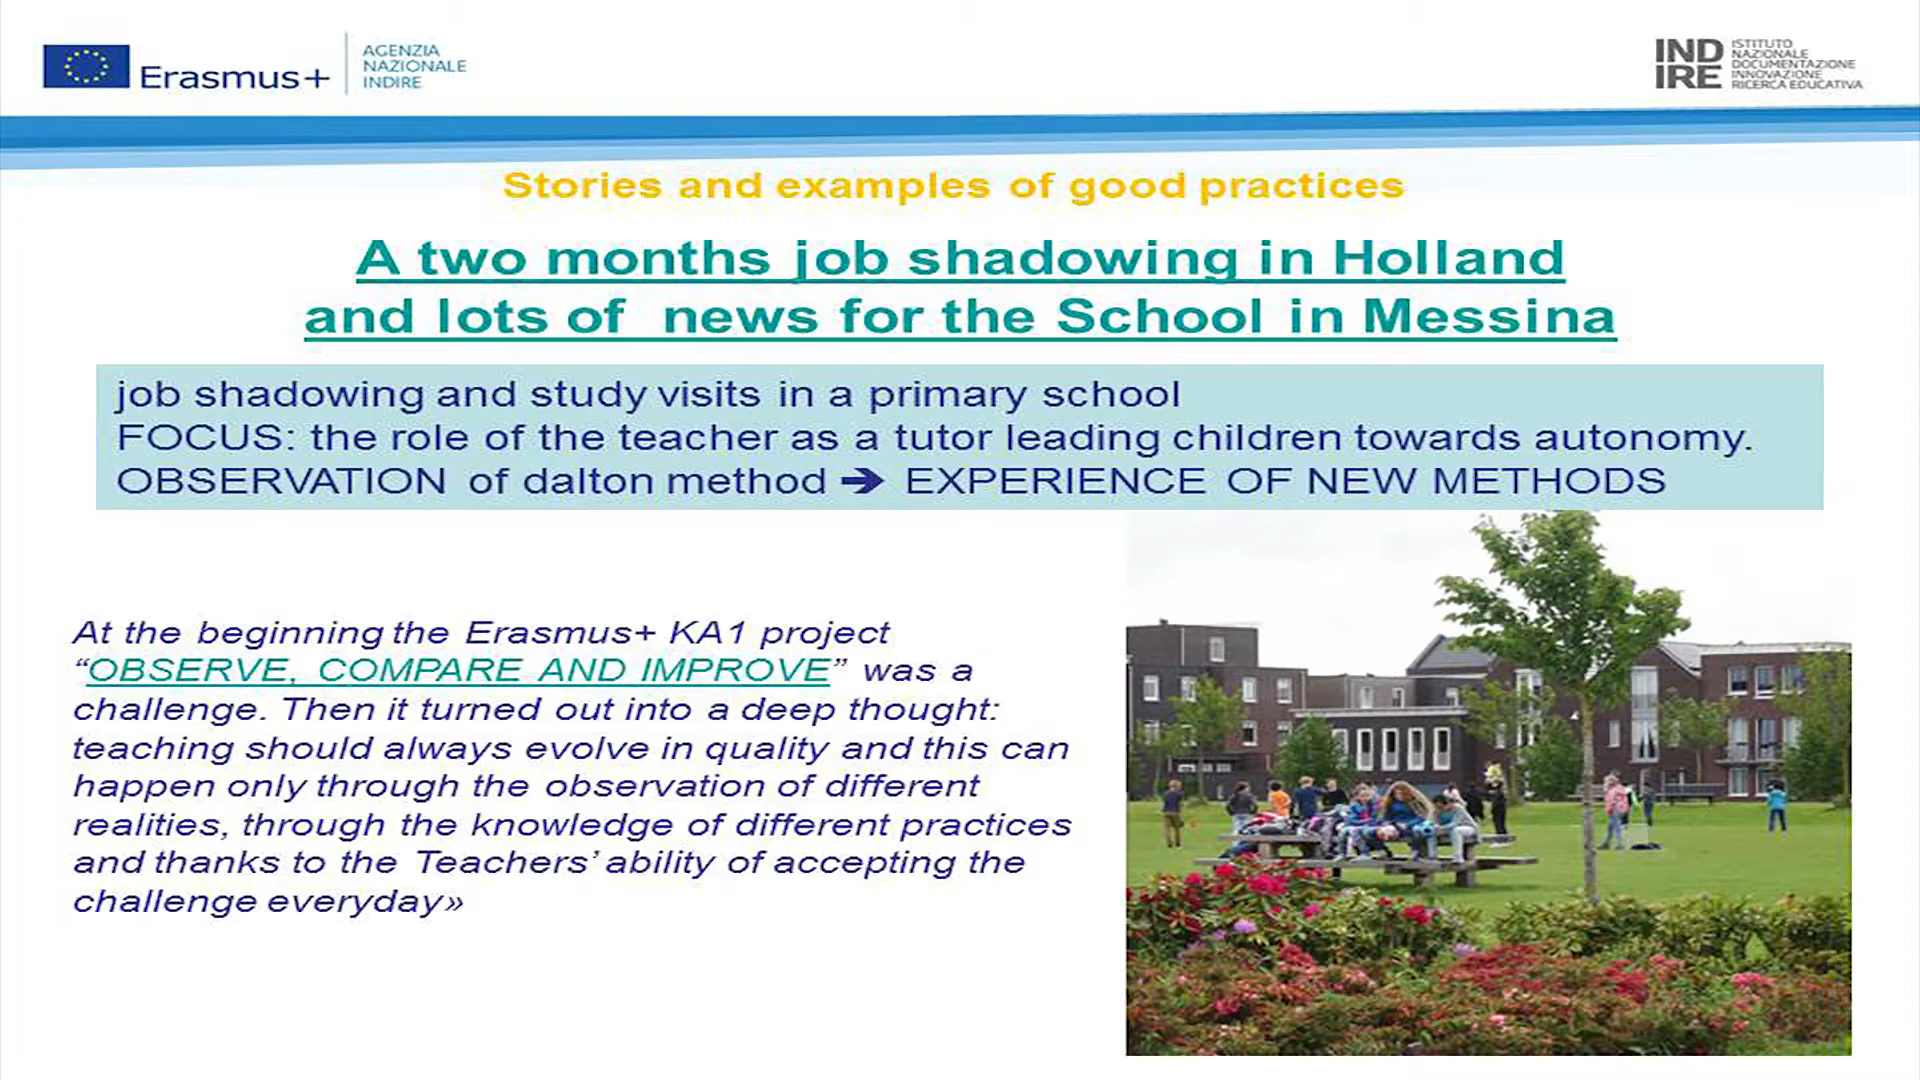 Erasmus+
AGENZIA
NAZIONALE
INDIRE
IND
IRE
ISTITUTO
NAZIONALE
DOCUMENTAZIONE
INNOVAZIONE
RICERCA EDUCATIVA
Stories and examples of good practices
A two months job shadowing in Holland
and lots of news for the School in Messina
job shadowing and study visits in a primary school
FOCUS: the role of the teacher as a tutor leading children towards autonomy.
OBSERVATION of dalton method ➔ EXPERIENCE OF NEW METHODS
At the beginning the Erasmus+ KA1 project
“OBSERVE, COMPARE AND IMPROVE” was a
challenge. Then it turned out into a deep thought:
teaching should always evolve in quality and this can
happen only through the observation of different
realities, through the knowledge of different practices
and thanks to the Teachers’ ability of accepting the
challenge everyday»